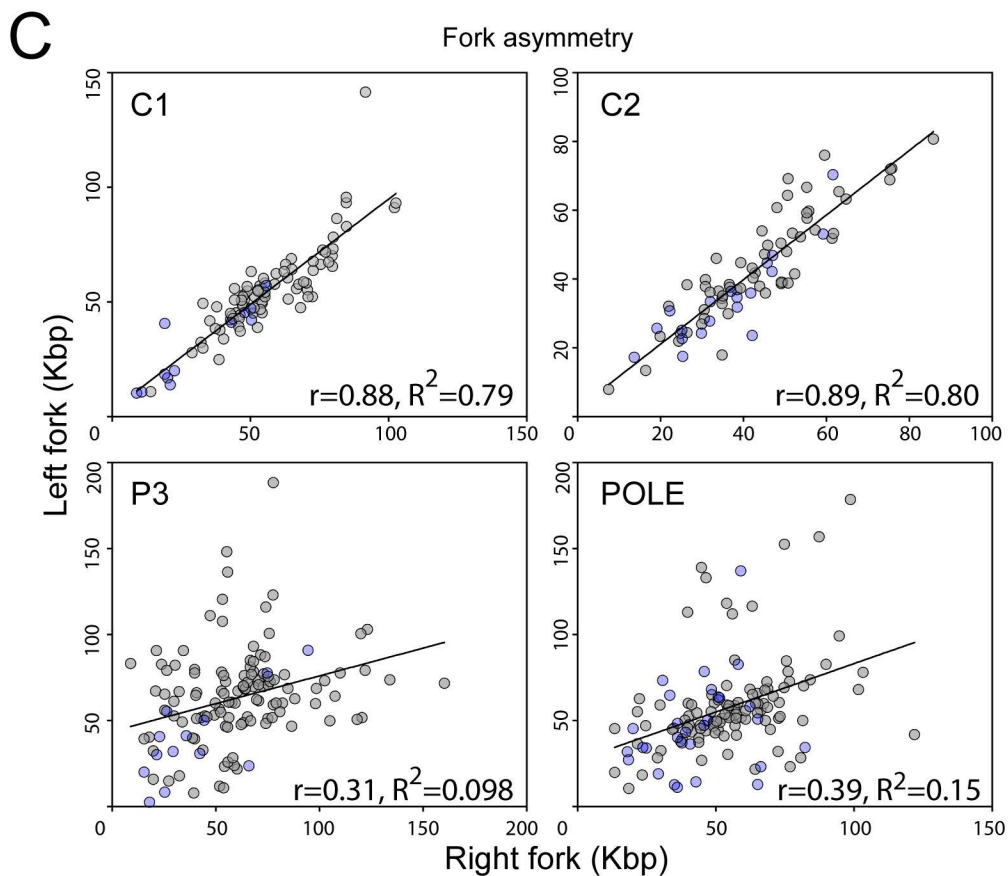 C
Fork asymmetry
Left fork (Kbp)
C1
150
100
50
r=0.88, R²=0.79
0 50 100 150
C2
100
80
60
40
20
r=0.89, R²=0.80
0 20 40 60 80 100
P3
200
150
100
50
r=0.31, R²=0.098
0 50 100 150 200
POLE
200
150
100
50
r=0.39, R²=0.15
0 50 100 150
Right fork (Kbp)